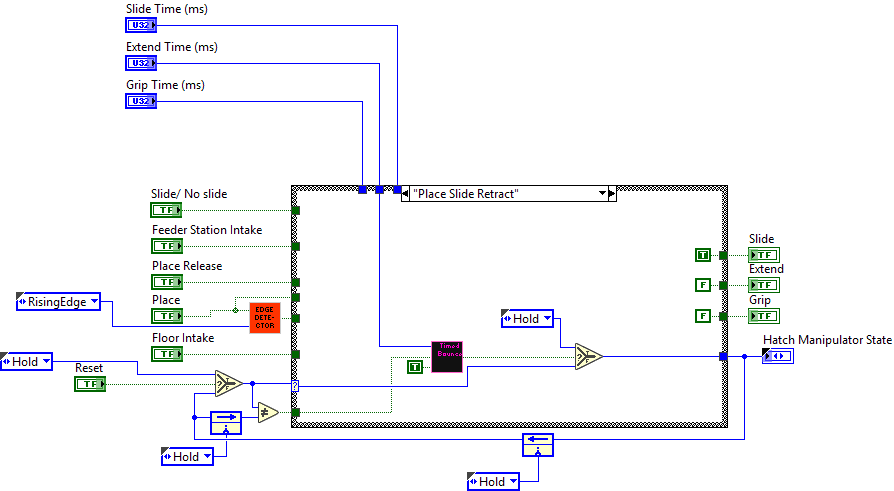 Slide Time (ms)
U32
Extend Time (ms)
U32
Grip Time (ms)
U32
"Place Slide Retract"
Slide/ No slide
TF
Feeder Station Intake
TF
Place Release
TF
RisingEdge
Place
TF
EDGE
DETE-
CTOR
Floor Intake
TF
Hold
Reset
TF
?
T
F
?
Hold
Timed
Bounce
T
Hold
?
T
F
T
F
F
Slide
TF
Extend
TF
Grip
TF
Hatch Manipulator State
Hold
Hold